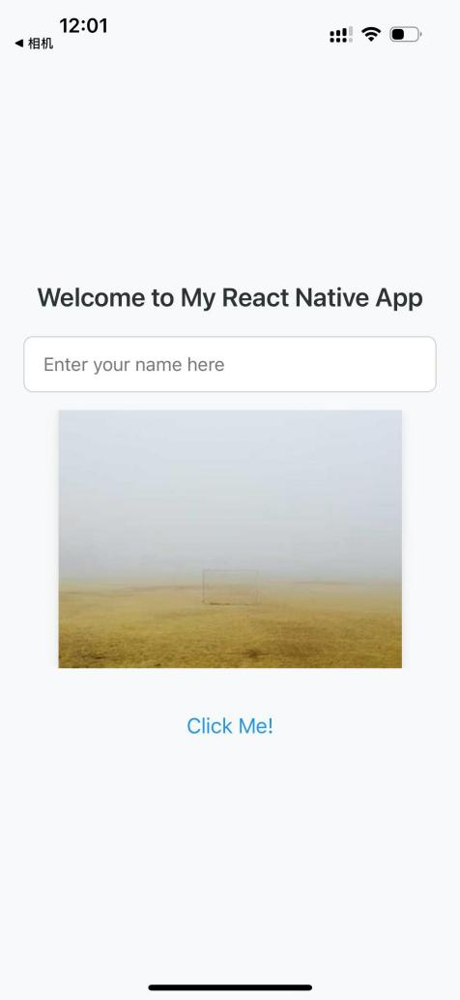 12:01
◀ 相机
Welcome to My React Native App
Enter your name here
Click Me!